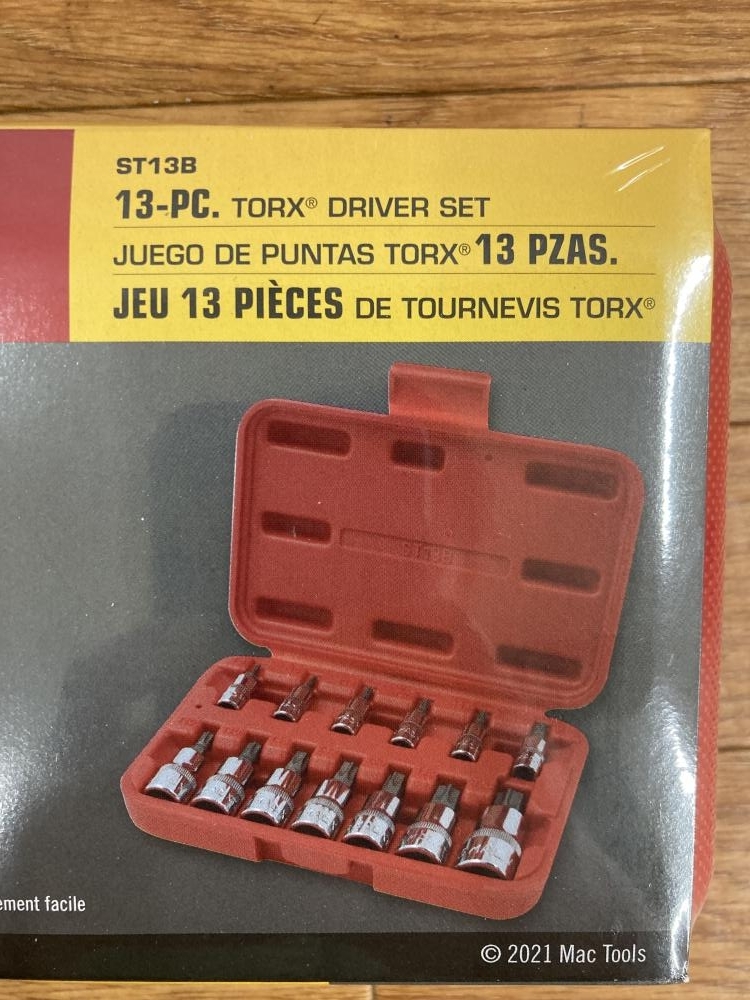 ST13B
13-PC. TORX® DRIVER SET
JUEGO DE PUNTAS TORX® 13 PZAS.
JEU 13 PIÈCES DE TOURNEVIS TORX®
ement facile
© 2021 Mac Tools